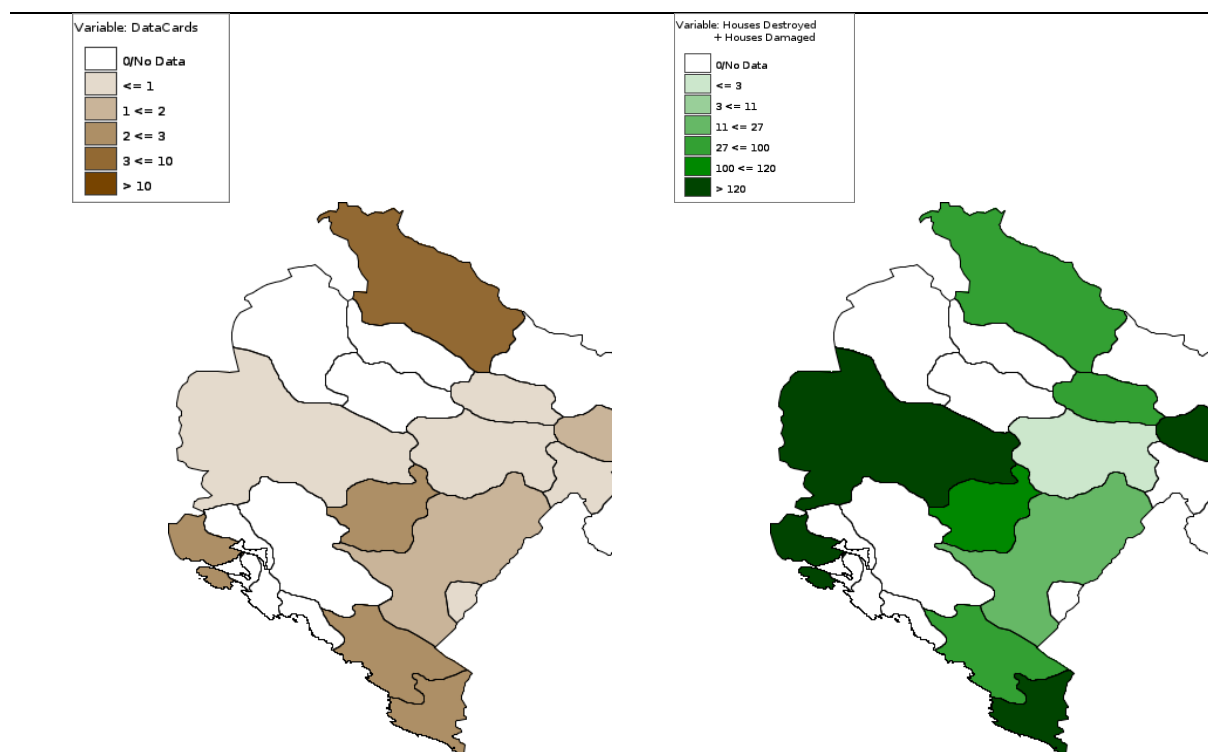 Variable: DataCards
0/No Data
<= 1
1 <= 2
2 <= 3
3 <= 10
> 10
Variable: Houses Destroyed
+ Houses Damaged
0/No Data
<= 3
3 <= 11
11 <= 27
27 <= 100
100 <= 120
> 120